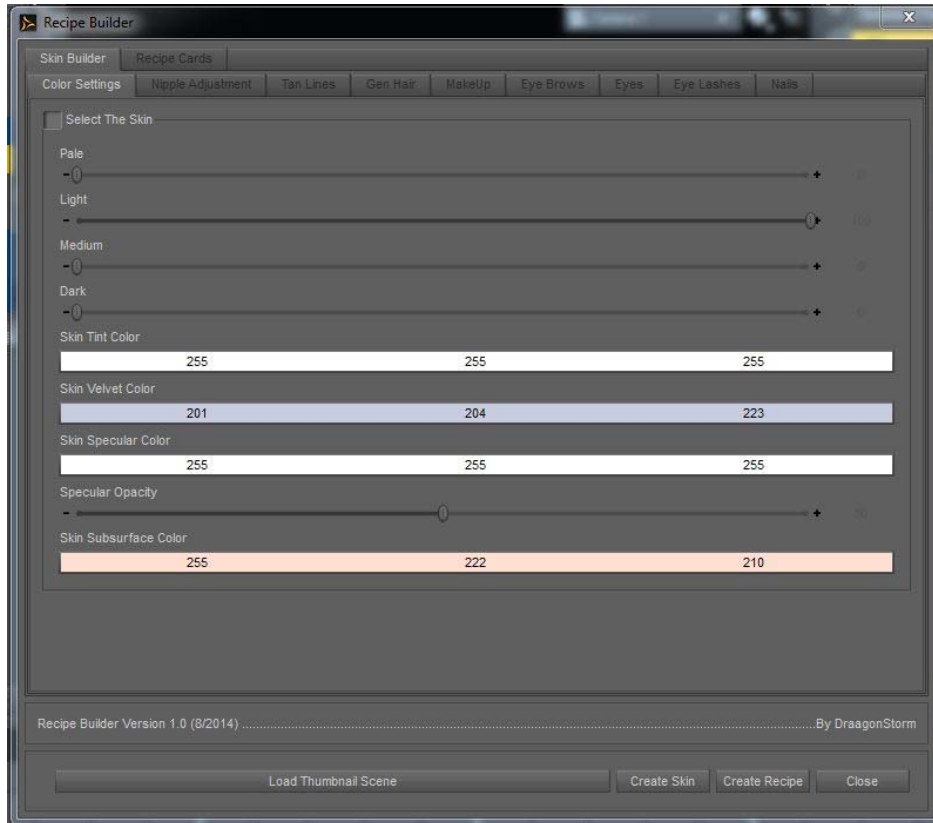 Recipe Builder
Skin Builder Recipe Cards
Color Settings Nipple Adjustment Tan Lines Gen Hair MakeUp Eye Brows Eyes Eye Lashes Nails
Select The Skin
Pale
- +
Light
- + 100
Medium
- +
Dark
- +
Skin Tint Color
255 255 255
Skin Velvet Color
201 204 223
Skin Specular Color
255 255 255
Specular Opacity
- +
Skin Subsurface Color
255 222 210
Recipe Builder Version 1.0 (8/2014) ........................................................................................................................................................By DraagonStorm
Load Thumbnail Scene Create Skin Create Recipe Close